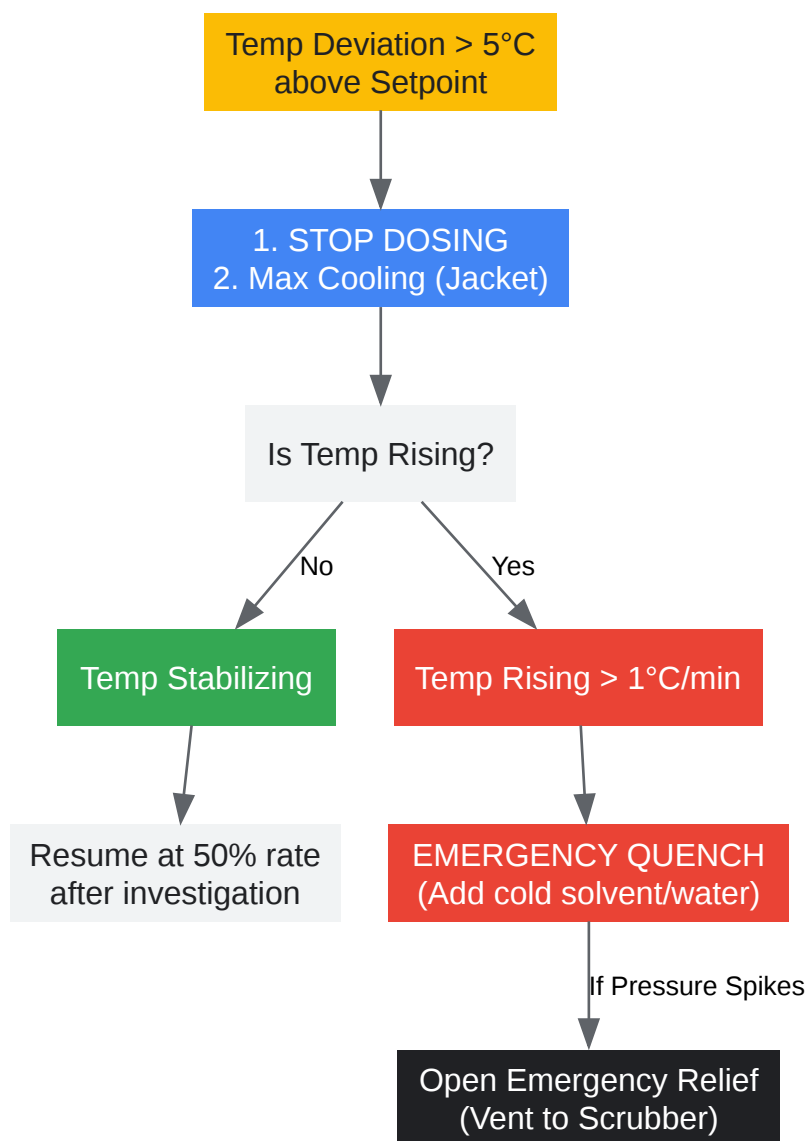 Temp Deviation > 5°C
above Setpoint
1. STOP DOSING
2. Max Cooling (Jacket)
Is Temp Rising?
No
Yes
Temp Stabilizing
Temp Rising > 1°C/min
Resume at 50% rate
after investigation
EMERGENCY QUENCH
(Add cold solvent/water)
If Pressure Spikes
Open Emergency Relief
(Vent to Scrubber)